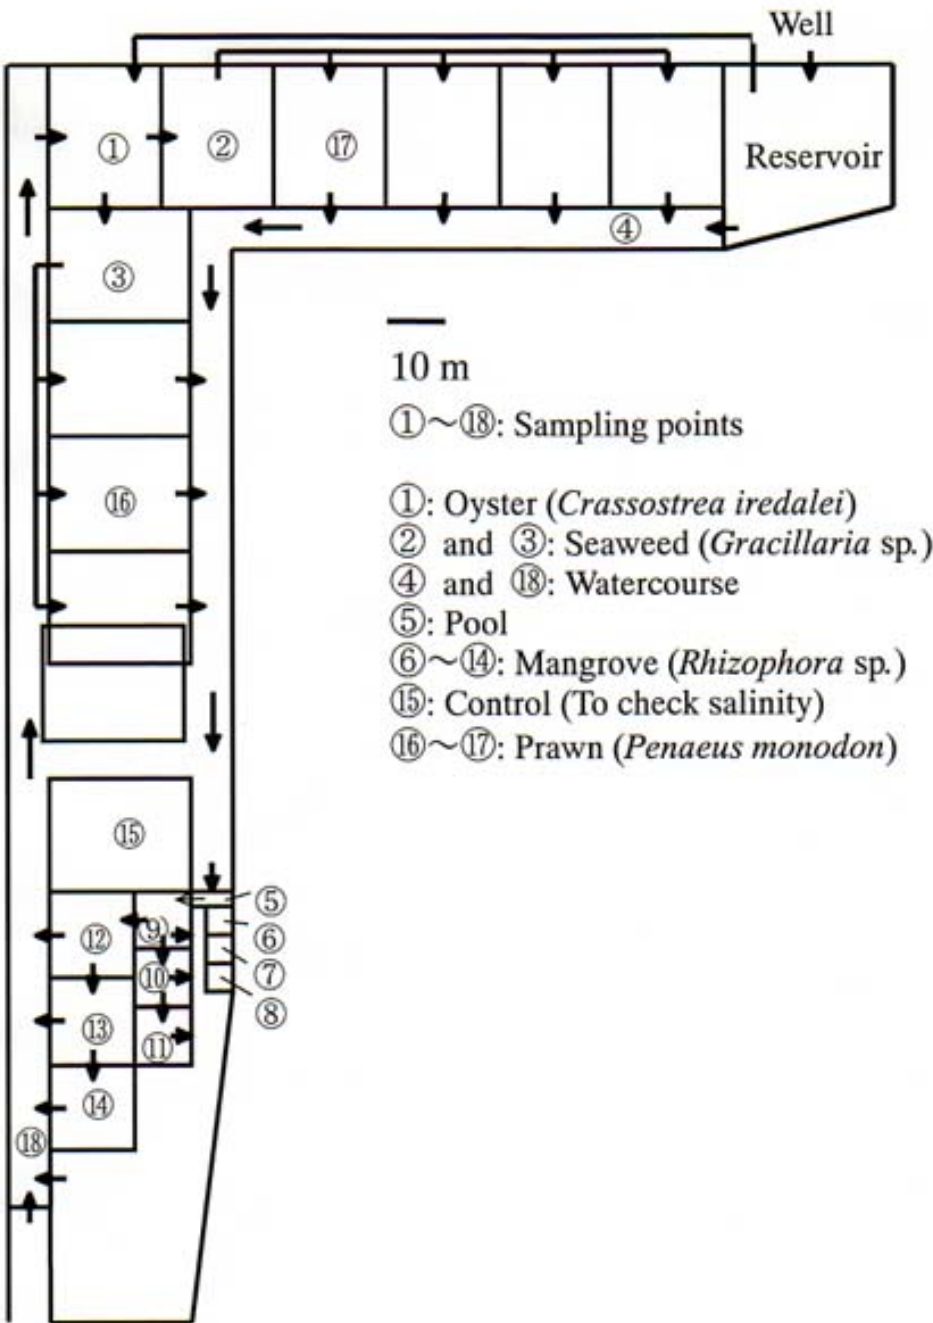 Well
① ② ⑰ Reservoir
④
③
10 m
①~⑱: Sampling points
⑯
①: Oyster (Crassostrea iredalei)
② and ③: Seaweed (Gracillaria sp.)
④ and ⑱: Watercourse
⑤: Pool
⑥~⑭: Mangrove (Rhizophora sp.)
⑮: Control (To check salinity)
⑯~⑰: Prawn (Penaeus monodon)
⑮
⑤
⑫ ⑨ ⑥
⑩ ⑦
⑧
⑬ ⑪
⑭
⑱